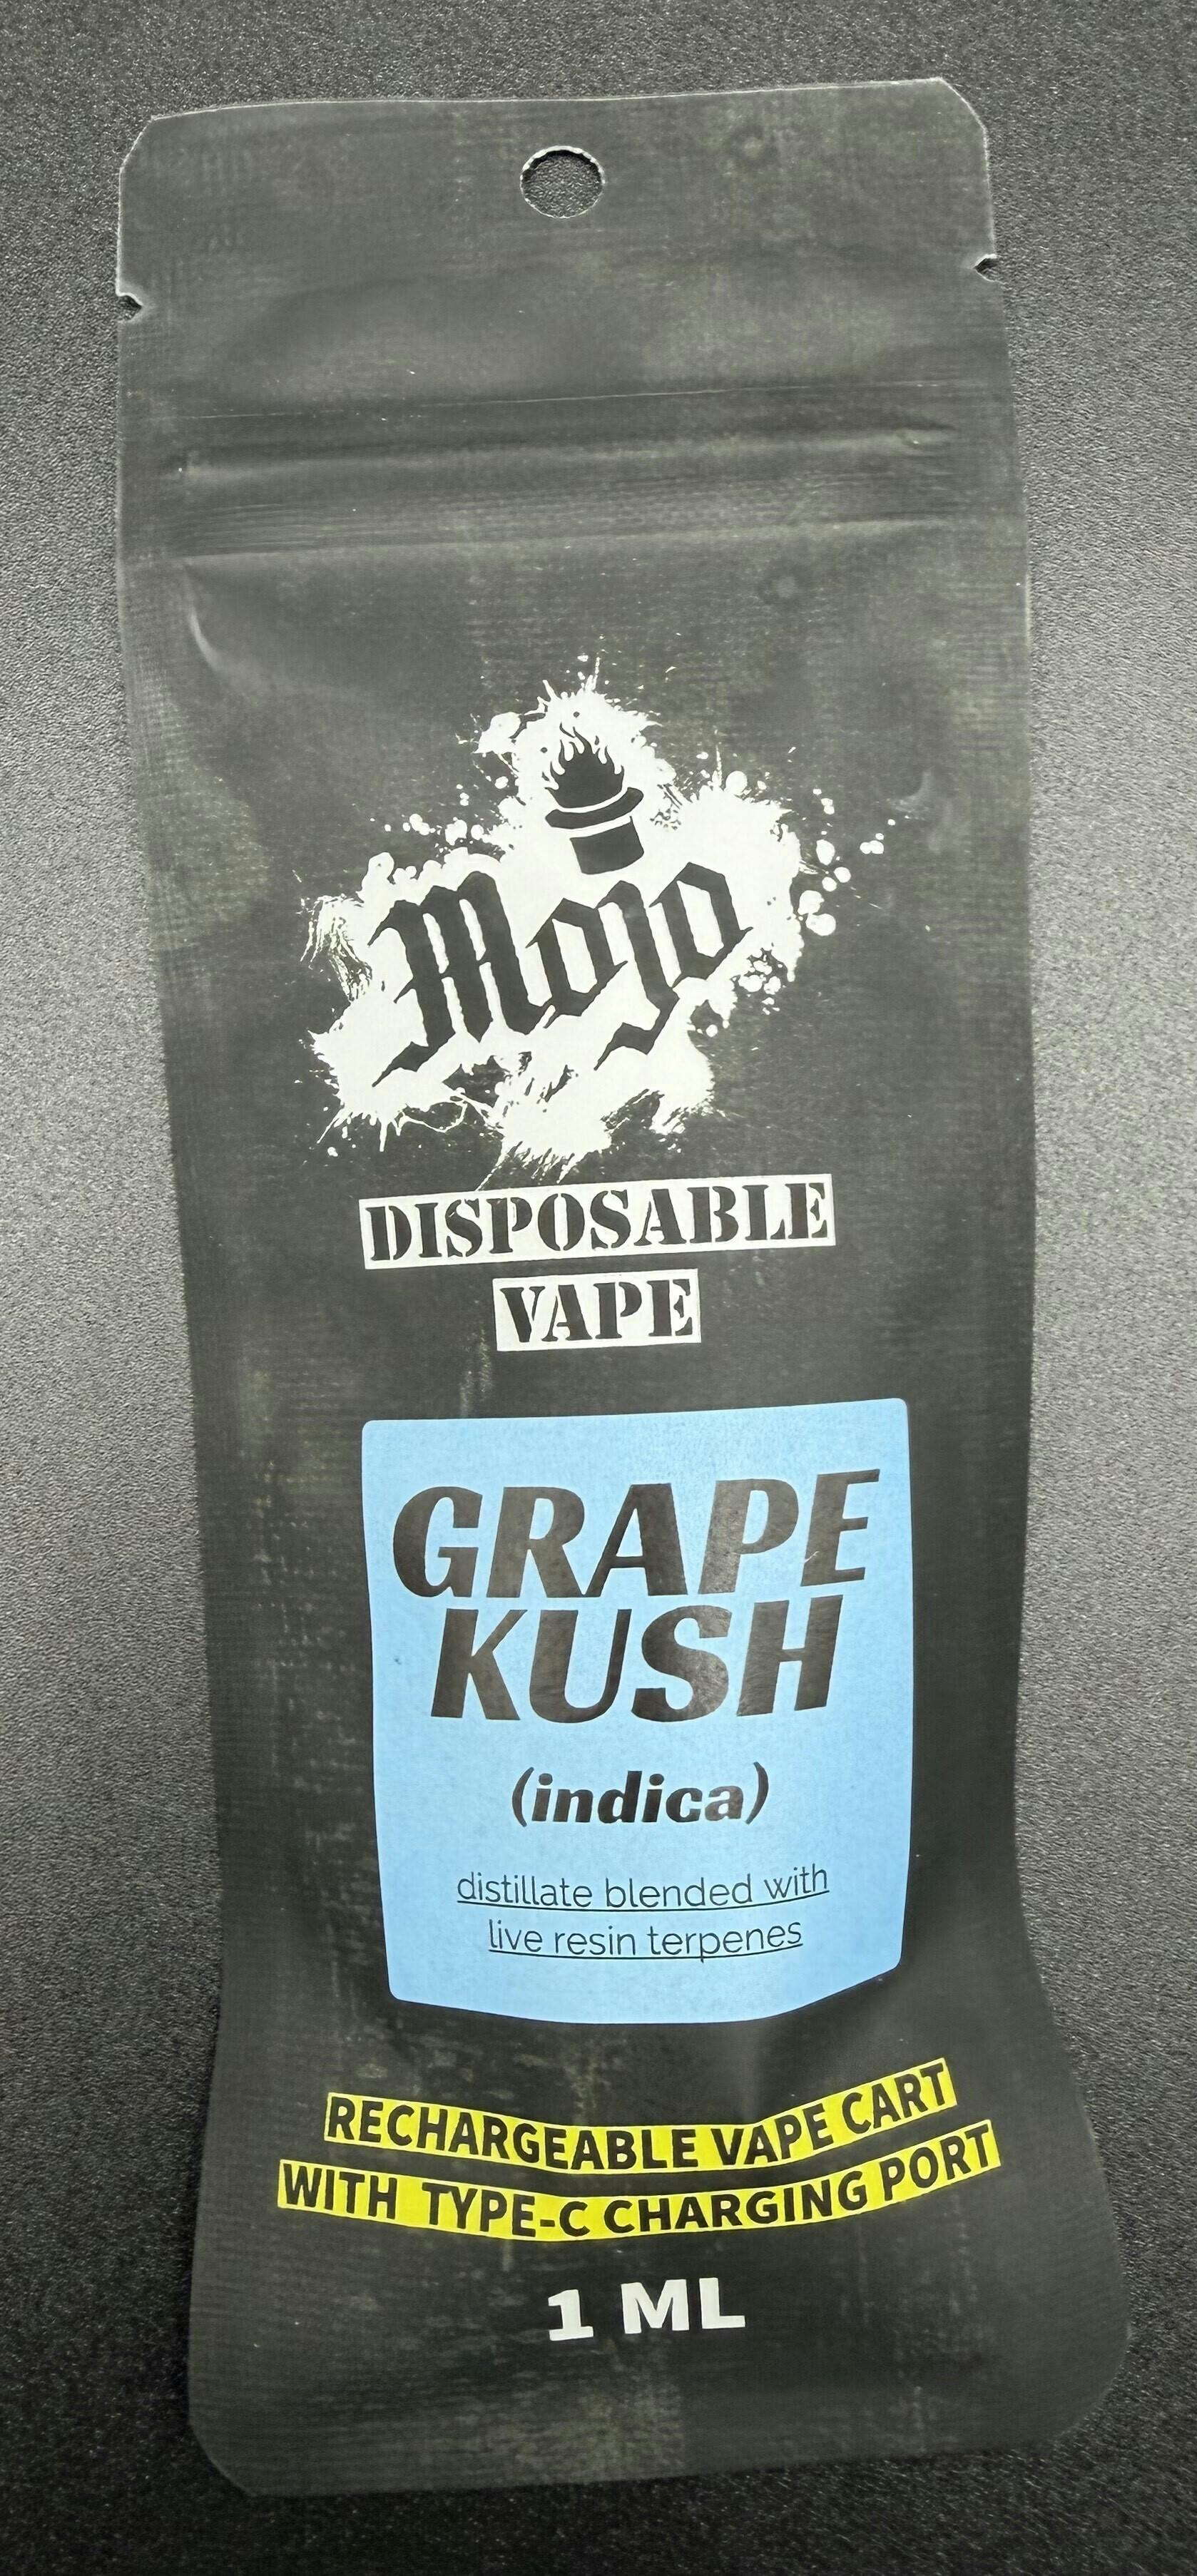 Mojo
DISPOSABLE
VAPE
GRAPE
KUSH
(indica)
distillate blended with
live resin terpenes
RECHARGEABLE VAPE CART
WITH TYPE-C CHARGING PORT
1 ML